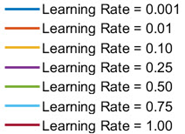 Learning Rate = 0.001
Learning Rate = 0.01
Learning Rate = 0.10
Learning Rate = 0.25
Learning Rate = 0.50
Learning Rate = 0.75
Learning Rate = 1.00